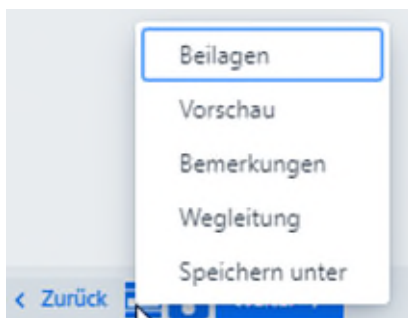 Beilagen
Vorschau
Bemerkungen
Wegleitung
Speichern unter
< Zurück